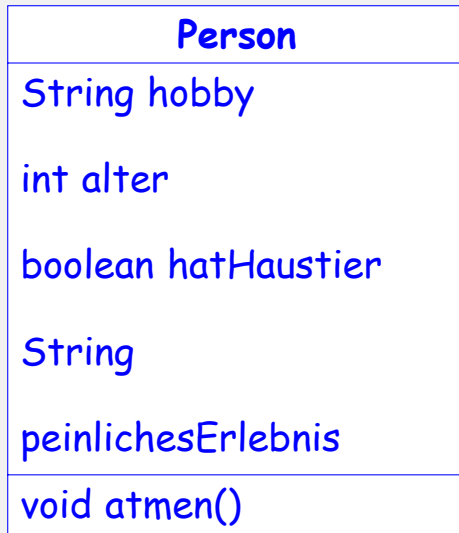 Person
String hobby
int alter
boolean hatHaustier
String
peinlichesErlebnis
void atmen()